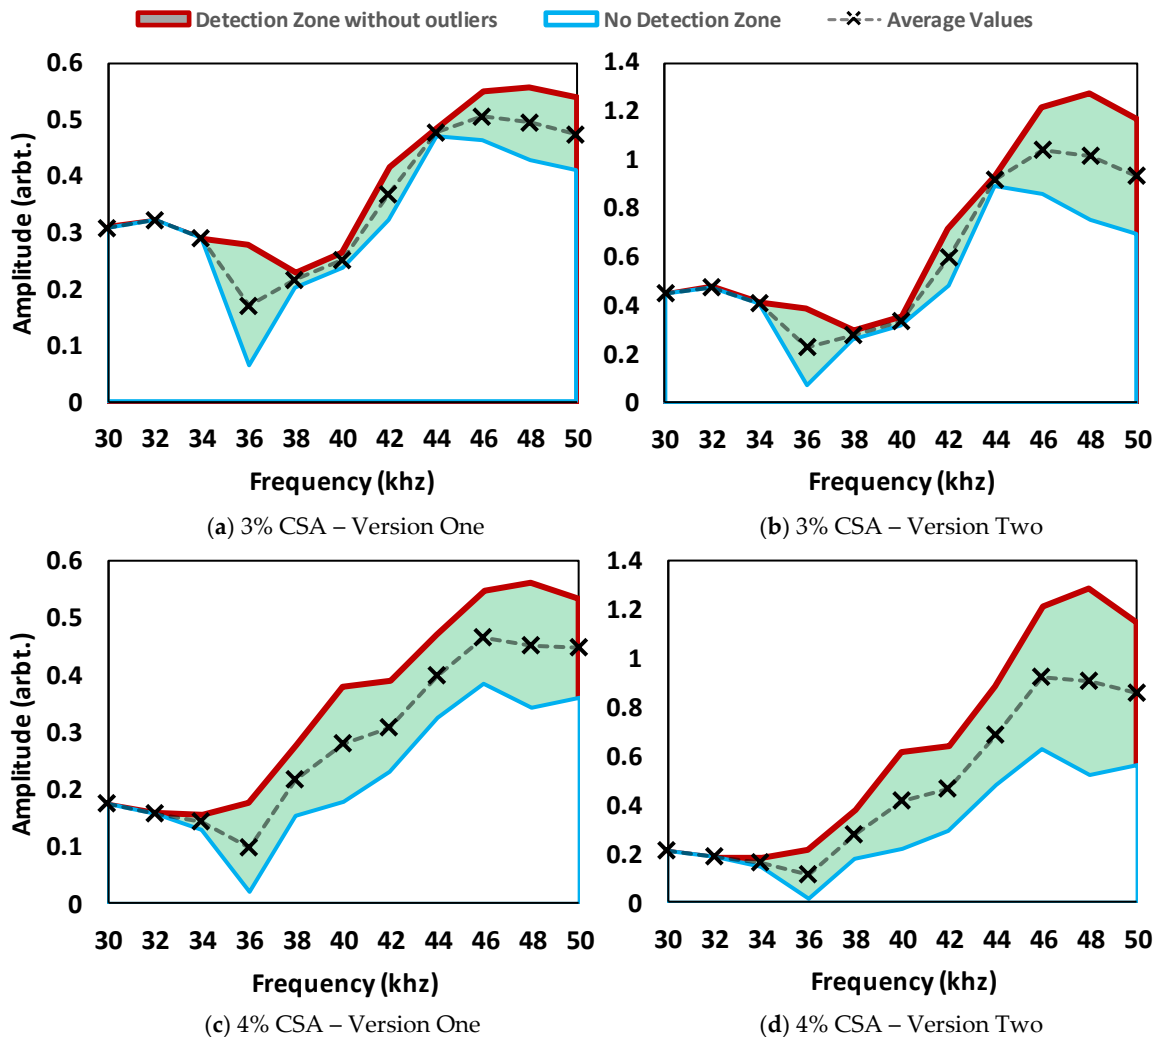 Detection Zone without outliers No Detection Zone Average Values
0.6
0.5
0.4
0.3
0.2
0.1
0
Amplitude (arbt.)
30 32 34 36 38 40 42 44 46 48 50
Frequency (khz)
(a) 3% CSA – Version One
1.4
1.2
1
0.8
0.6
0.4
0.2
0
30 32 34 36 38 40 42 44 46 48 50
Frequency (khz)
(b) 3% CSA – Version Two
0.6
0.5
0.4
0.3
0.2
0.1
0
Amplitude (arbt.)
30 32 34 36 38 40 42 44 46 48 50
Frequency (khz)
(c) 4% CSA – Version One
1.4
1.2
1
0.8
0.6
0.4
0.2
0
30 32 34 36 38 40 42 44 46 48 50
Frequency (khz)
(d) 4% CSA – Version Two